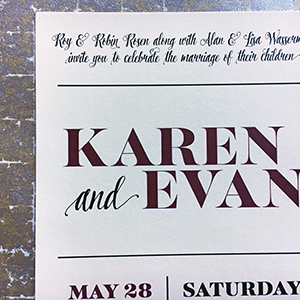 Roy & Robin Rosen along with Alan & Lisa Wasserm
invite you to celebrate the marriage of their children
KAREN
and EVAN
MAY 28 | SATURDAY